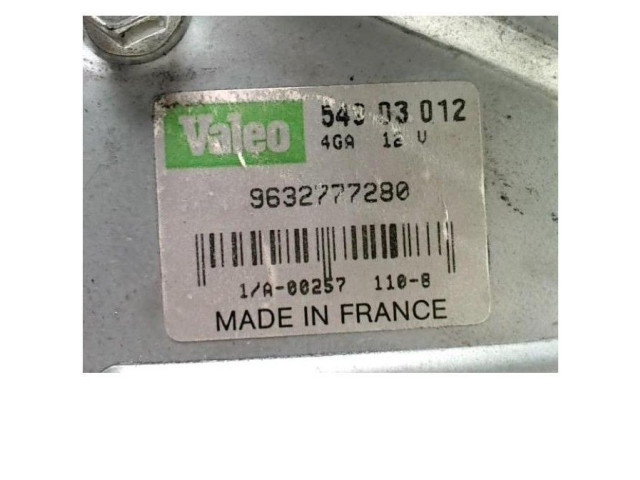 Valeo 549 03 012
4GA 12 V
9632777280
1/A-00257 110-8
MADE IN FRANCE